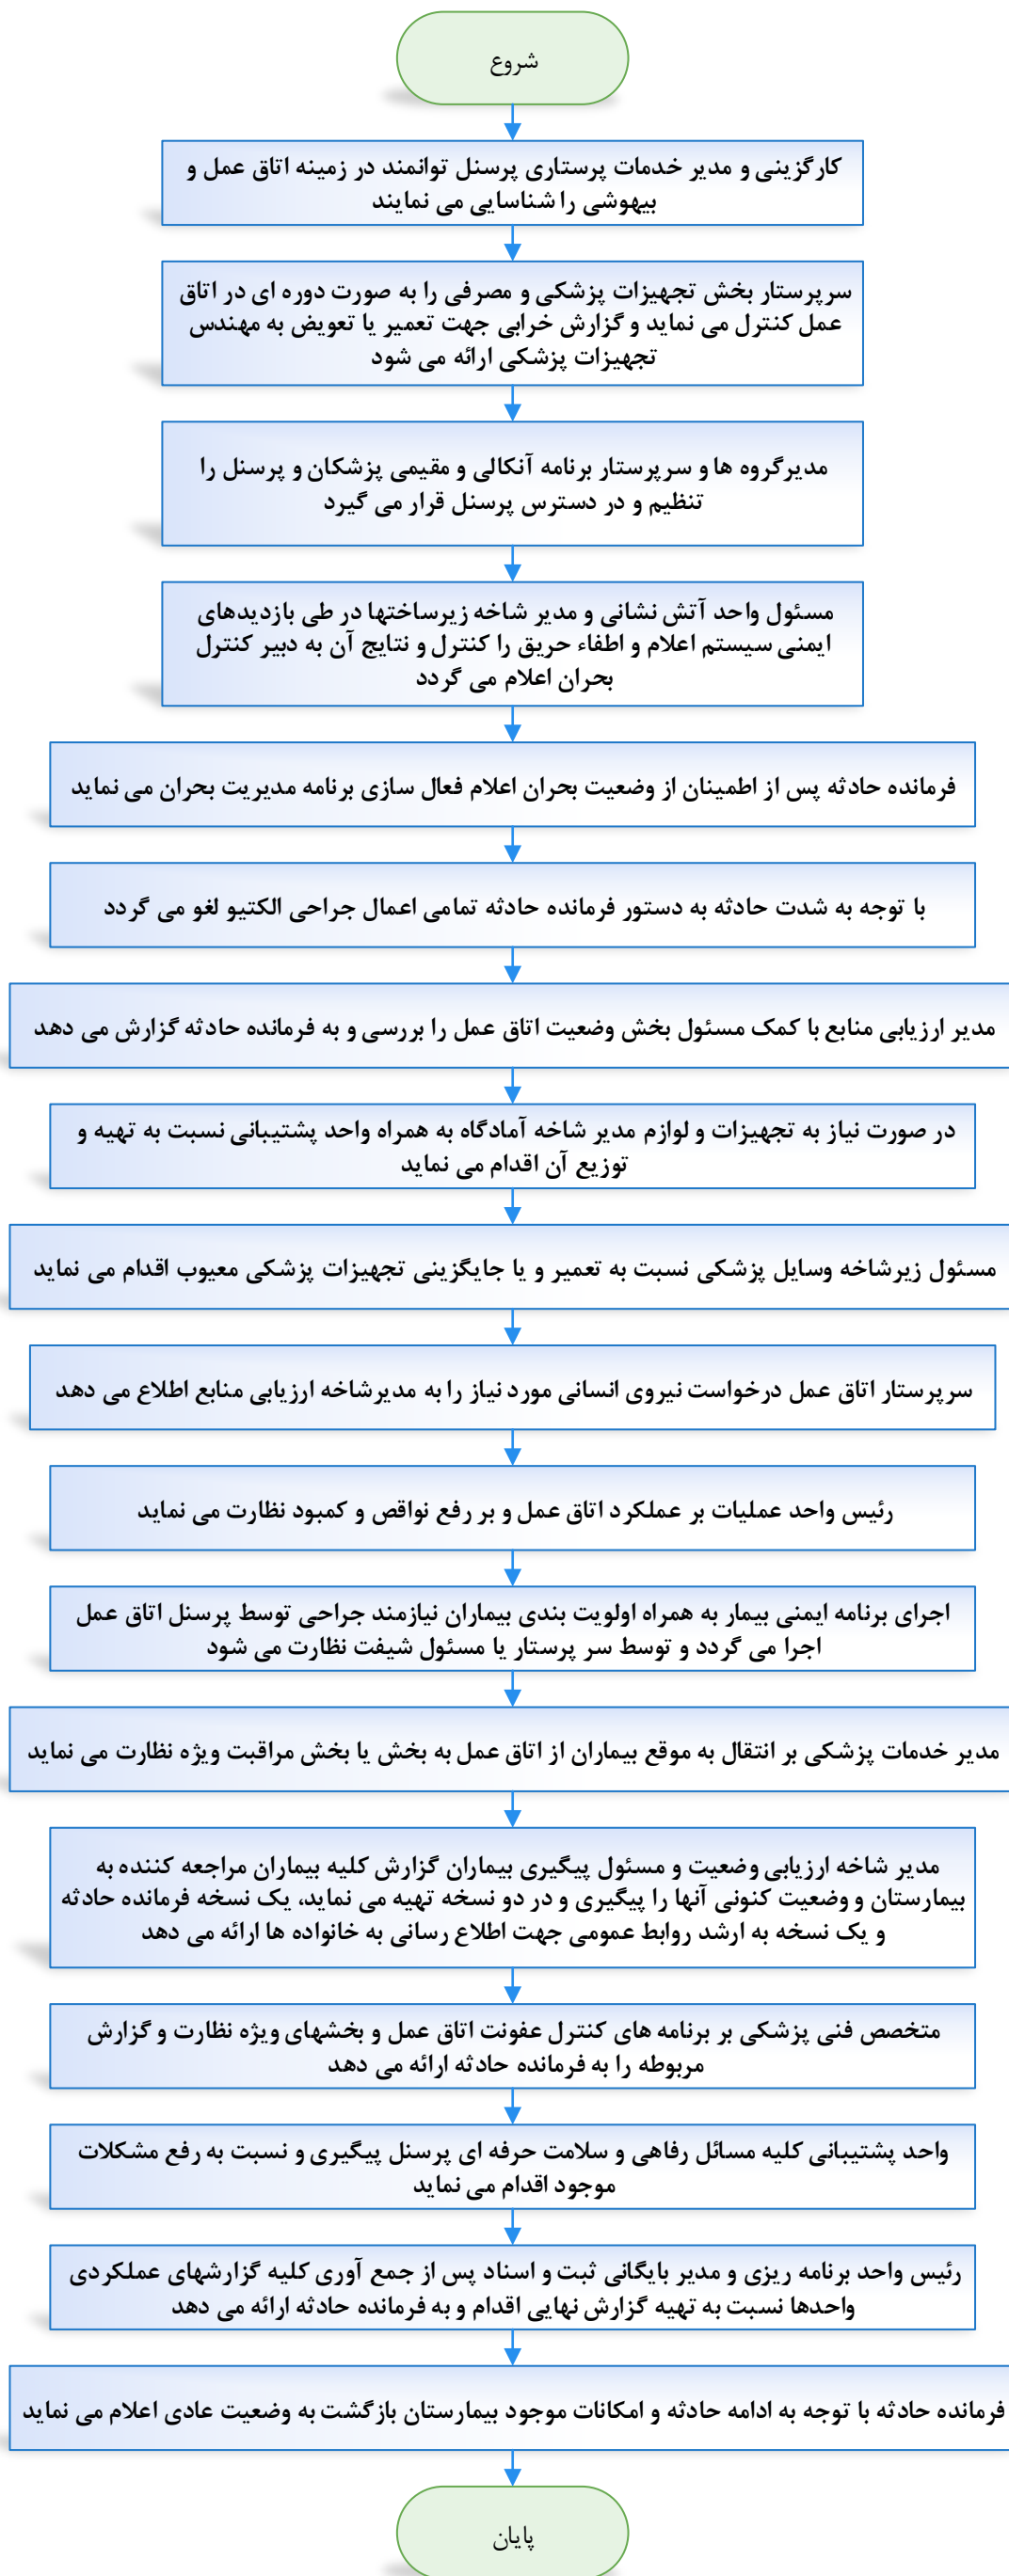 شروع
کارگزینی و مدیر خدمات پرستاری پرسنل توانمند در زمینه اتاق عمل و
بیهوشی را شناسایی می نمایند
سرپرستار بخش تجهیزات پزشکی و مصرفی را به صورت دوره ای در اتاق
عمل کنترل می نماید و گزارش خرابی جهت تعمیر یا تعویض به مهندس
تجهیزات پزشکی ارائه می شود
مدیرگروه ها و سرپرستار برنامه آنکالی و مقیمی پزشکان و پرسنل را
تنظیم و در دسترس پرسنل قرار می گیرد
مسئول واحد آتش نشانی و مدیر شاخه زیرساختها در طی بازدیدهای
ایمنی سیستم اعلام و اطفاء حریق را کنترل و نتایج آن به دبیر کنترل
بحران اعلام می گردد
فرمانده حادثه پس از اطمینان از وضعیت بحران اعلام فعال سازی برنامه مدیریت بحران می نماید
با توجه به شدت حادثه به دستور فرمانده حادثه تمامی اعمال جراحی الکتیو لغو می گردد
مدیر ارزیابی منابع با کمک مسئول بخش وضعیت اتاق عمل را بررسی و به فرمانده حادثه گزارش می دهد
در صورت نیاز به تجهیزات و لوازم مدیر شاخه آمادگاه به همراه واحد پشتیبانی نسبت به تهیه و
توزیع آن اقدام می نماید
مسئول زیرشاخه وسایل پزشکی نسبت به تعمیر و یا جایگزینی تجهیزات پزشکی معیوب اقدام می نماید
سرپرستار اتاق عمل درخواست نیروی انسانی مورد نیاز را به مدیرشاخه ارزیابی منابع اطلاع می دهد
رئیس واحد عملیات بر عملکرد اتاق عمل و بر رفع نواقص و کمبود نظارت می نماید
اجرای برنامه ایمنی بیمار به همراه اولویت بندی بیماران نیازمند جراحی توسط پرسنل اتاق عمل
اجرا می گردد و توسط سر پرستار یا مسئول شیفت نظارت می شود
مدیر خدمات پزشکی بر انتقال به موقع بیماران از اتاق عمل به بخش یا بخش مراقبت ویژه نظارت می نماید
مدیر شاخه ارزیابی وضعیت و مسئول پیگیری بیماران گزارش کلیه بیماران مراجعه کننده به
بیمارستان و وضعیت کنونی آنها را پیگیری و در دو نسخه تهیه می نماید، یک نسخه فرمانده حادثه
و یک نسخه به ارشد روابط عمومی جهت اطلاع رسانی به خانواده ها ارائه می دهد
متخصص فنی پزشکی بر برنامه های کنترل عفونت اتاق عمل و بخشهای ویژه نظارت و گزارش
مربوطه را به فرمانده حادثه ارائه می دهد
واحد پشتیبانی کلیه مسائل رفاهی و سلامت حرفه ای پرسنل پیگیری و نسبت به رفع مشکلات
موجود اقدام می نماید
رئیس واحد برنامه ریزی و مدیر بایگانی ثبت و اسناد پس از جمع آوری کلیه گزارشهای عملکردی
واحدها نسبت به تهیه گزارش نهایی اقدام و به فرمانده حادثه ارائه می دهد
فرمانده حادثه با توجه به ادامه حادثه و امکانات موجود بیمارستان بازگشت به وضعیت عادی اعلام می نماید
پایان